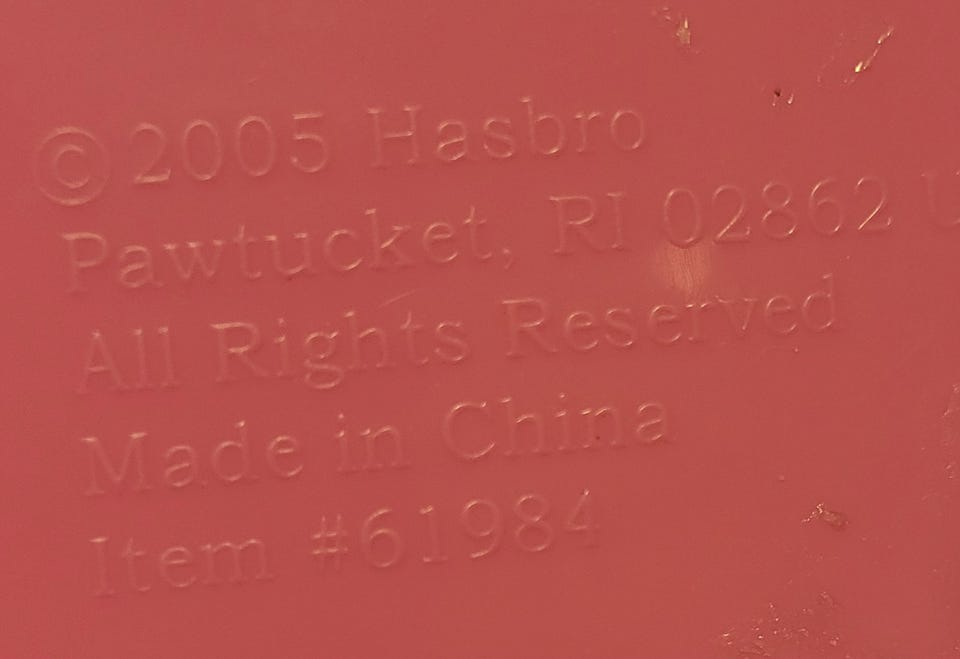 ©2005 Hasbro
Pawtucket, RI 02862
All Rights Reserved
Made in China
Item #61984